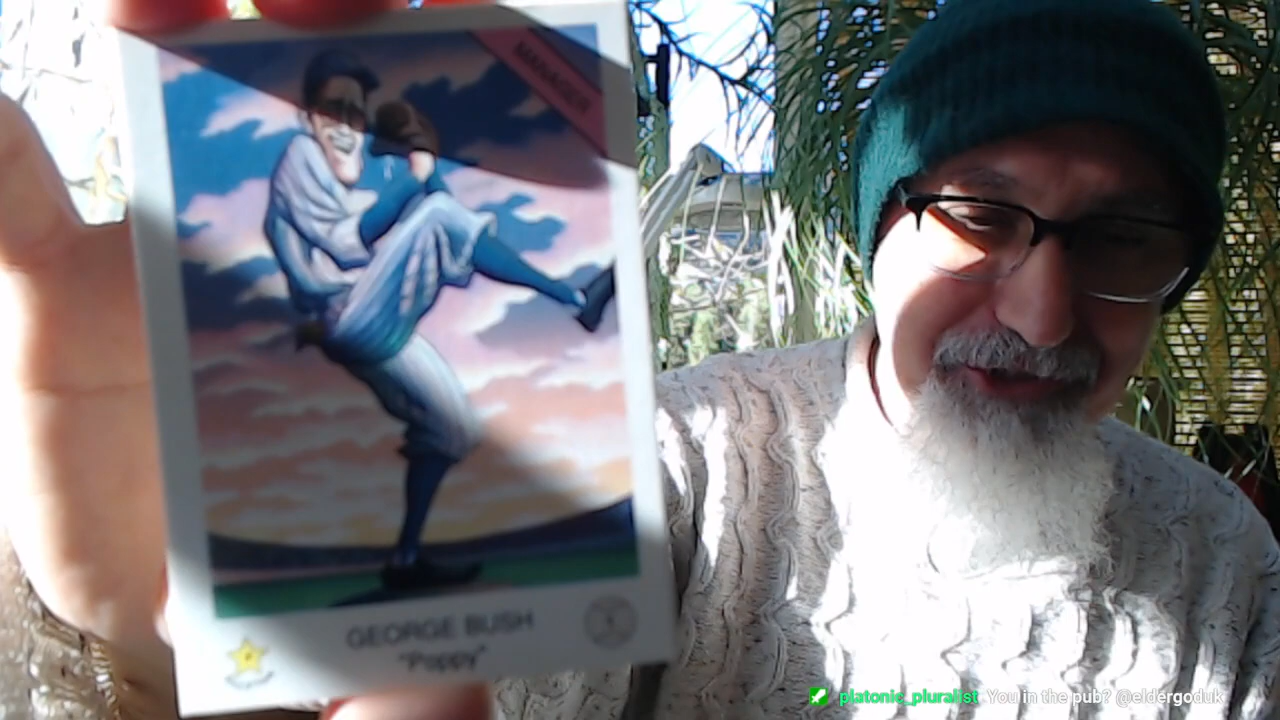 MANAGER
GEORGE BUSH
"Poppy"
platonic_pluralist You in the pub? @eldergoduk